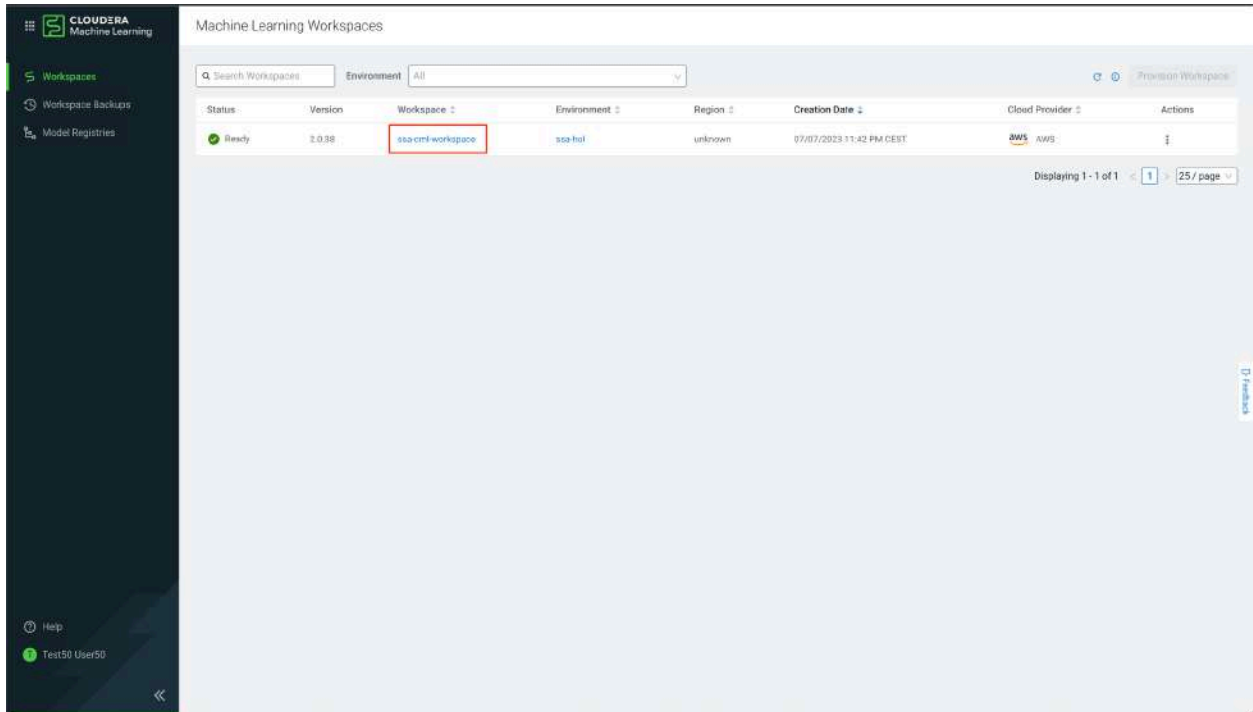 CLOUDERA
Machine Learning
Machine Learning Workspaces
Workspaces
Workspace Backups
Model Registries
Search Workspaces
Environment
All
Provision Workspace
Status
Version
Workspace
Environment
Region
Creation Date
Cloud Provider
Actions
Ready
2.0.38
ssa-cml-workspace
ssa-hol
unknown
07/07/2023 11:42 PM CEST
aws AWS
Displaying 1 - 1 of 1 < 1 > 25 / page
Feedback
Help
T Test50 User50